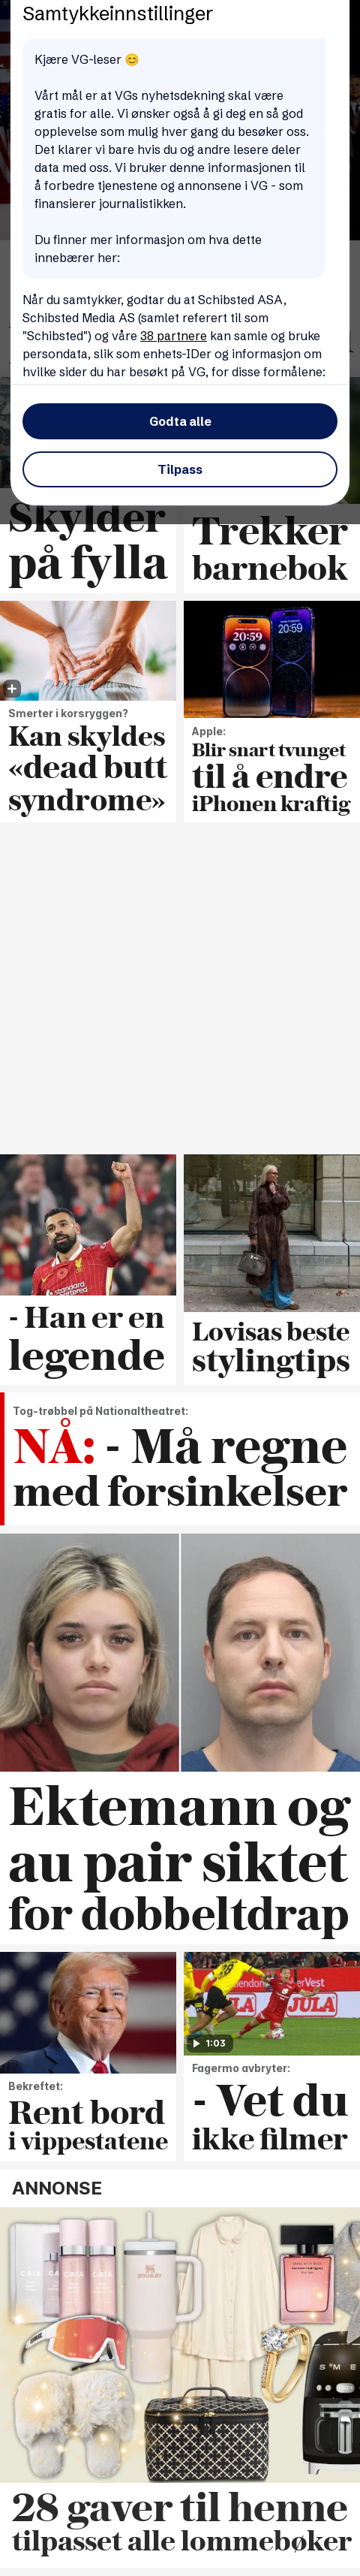 Samtykkeinnstillinger
Kjære VG-leser 😊
Vårt mål er at VGs nyhetsdekning skal være
gratis for alle. Vi ønsker også å gi deg en så god
opplevelse som mulig hver gang du besøker oss.
Det klarer vi bare hvis du og andre lesere deler
data med oss. Vi bruker denne informasjonen til
å forbedre tjenestene og annonsene i VG - som
finansierer journalistikken.
Du finner mer informasjon om hva dette
innebærer her:
Når du samtykker, godtar du at Schibsted ASA,
Schibsted Media AS (samlet referert til som
"Schibsted") og våre 38 partnere kan samle og bruke
persondata, slik som enhets-IDer og informasjon om
hvilke sider du har besøkt på VG, for disse formålene:
Godta alle
Tilpass
Skylder
på fylla
Trekker
barnebok
Smerter i korsryggen?
Kan skyldes
«dead butt
syndrome»
20:59
20:59
Apple:
Blir snart tvunget
til å endre
iPhonen kraftig
- Han er en
legende
Lovisas beste
stylingtips
Tog-trøbbel på Nationaltheatret:
NÅ: - Må regne
med forsinkelser
Ektemann og
au pair siktet
for dobbeltdrap
Bekreftet:
Rent bord
i vippestatene
JULA
JULA
1:03
Fagermo avbryter:
- Vet du
ikke filmer
ANNONSE
CAIA
STANLEY
28 gaver til henne
tilpasset alle lommebøker